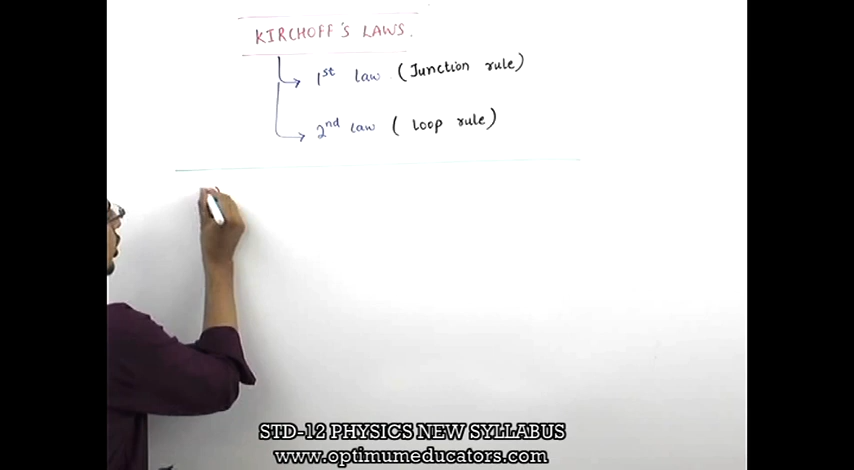 KIRCHOFF'S LAWS.
1st law (Junction rule)
2nd law (Loop rule)
STD-12 PHYSICS NEW SYLLABUS
www.optimumeducators.com